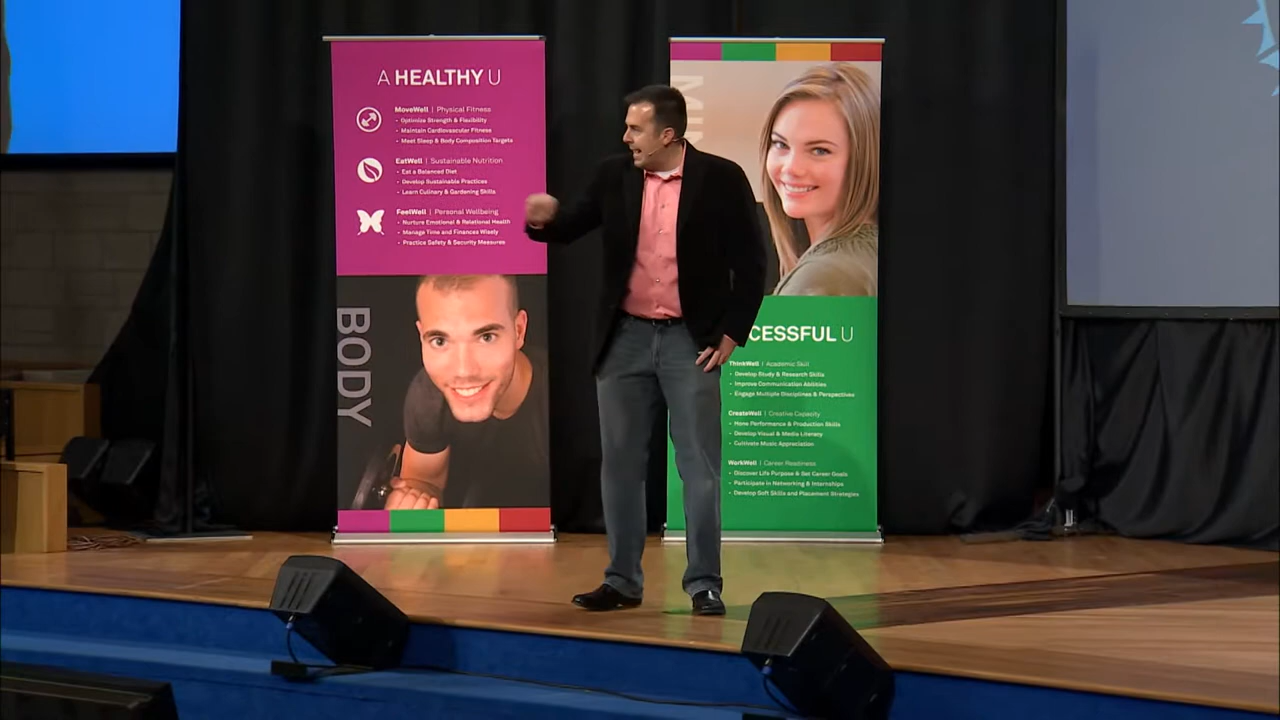 A HEALTHY U
MoveWell | Physical Fitness
- Optimize Strength & Flexibility
- Maintain Cardiovascular Fitness
- Meet Sleep & Body Composition Targets
EatWell | Sustainable Nutrition
- Eat a Balanced Diet
- Develop Sustainable Practices
- Learn Culinary & Gardening Skills
FeelWell | Personal Wellbeing
- Nurture Emotional & Relational Health
- Manage Time and Finances Wisely
- Practice Safety & Security Measures
BODY
MIN
CESSFUL U
ThinkWell | Academic Skill
- Develop Study & Research Skills
- Improve Communication Abilities
- Engage Multiple Disciplines & Perspectives
CreateWell | Creative Capacity
- Hone Performance & Production Skills
- Develop Visual & Media Literacy
- Cultivate Music Appreciation
WorkWell | Career Readiness
- Discover Life Purpose & Set Career Goals
- Participate in Networking & Internships
- Develop Soft Skills and Placement Strategies